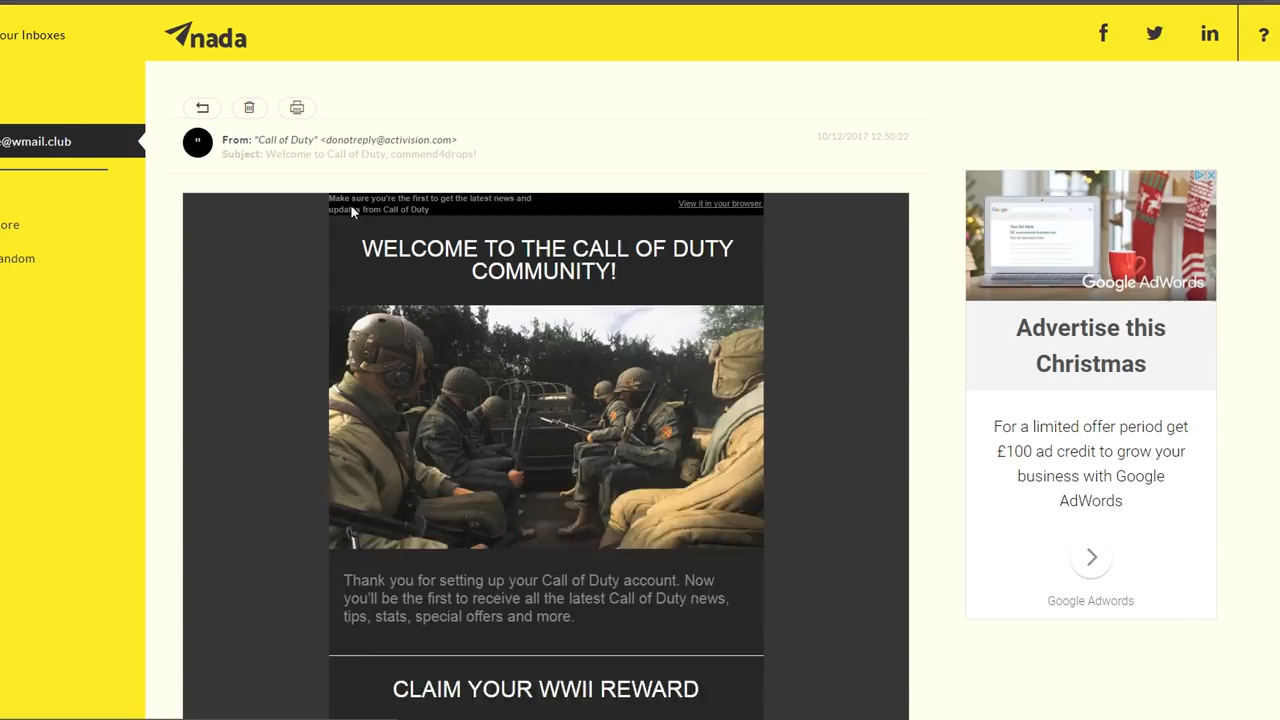 our Inboxes
nada
?
e@wmail.club
ore
andom
From: "Call of Duty" <donotreply@activision.com>
10/12/2017 12:50:22
Subject: Welcome to Call of Duty, commend4drops!
Make sure you're the first to get the latest news and
updates from Call of Duty
View it in your browser.
WELCOME TO THE CALL OF DUTY
COMMUNITY!
Thank you for setting up your Call of Duty account. Now
you'll be the first to receive all the latest Call of Duty news,
tips, stats, special offers and more.
CLAIM YOUR WWII REWARD
Google AdWords
Advertise this
Christmas
For a limited offer period get
£100 ad credit to grow your
business with Google
AdWords
Google Adwords